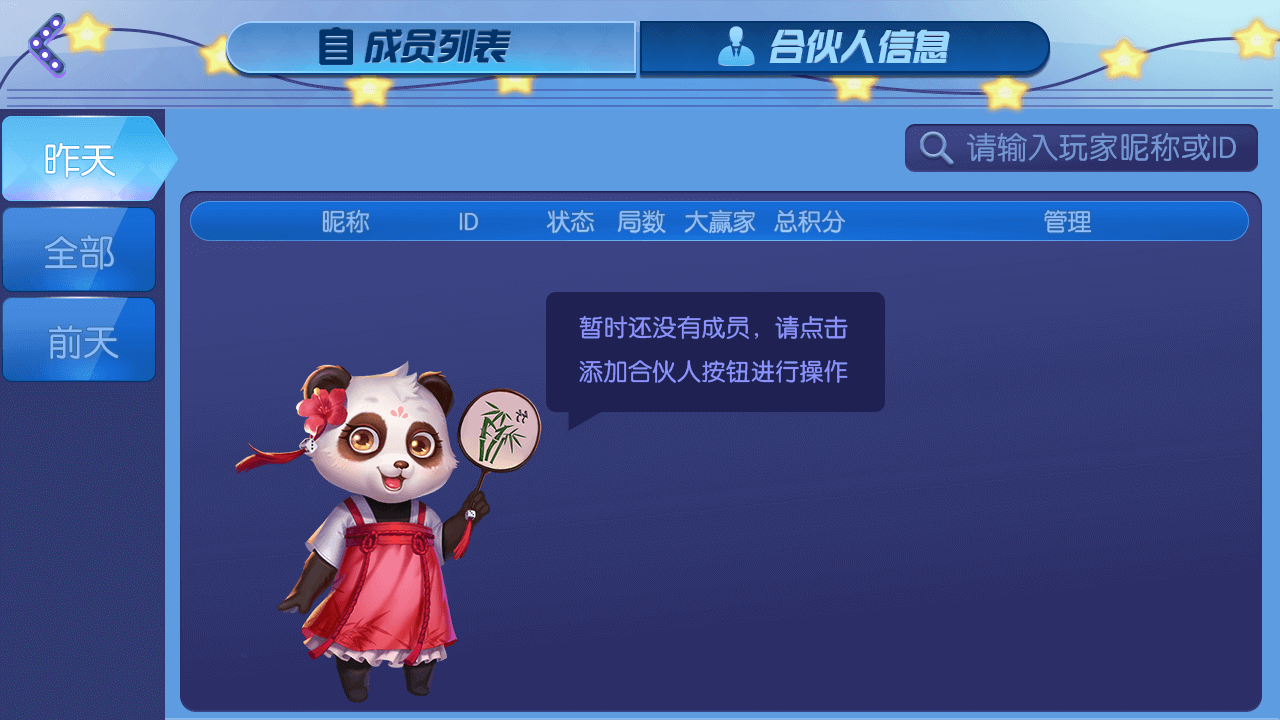 成员列表
合伙人信息
昨天
全部
前天
请输入玩家昵称或ID
昵称 ID 状态 局数 大赢家 总积分 管理
暂时还没有成员，请点击
添加合伙人按钮进行操作